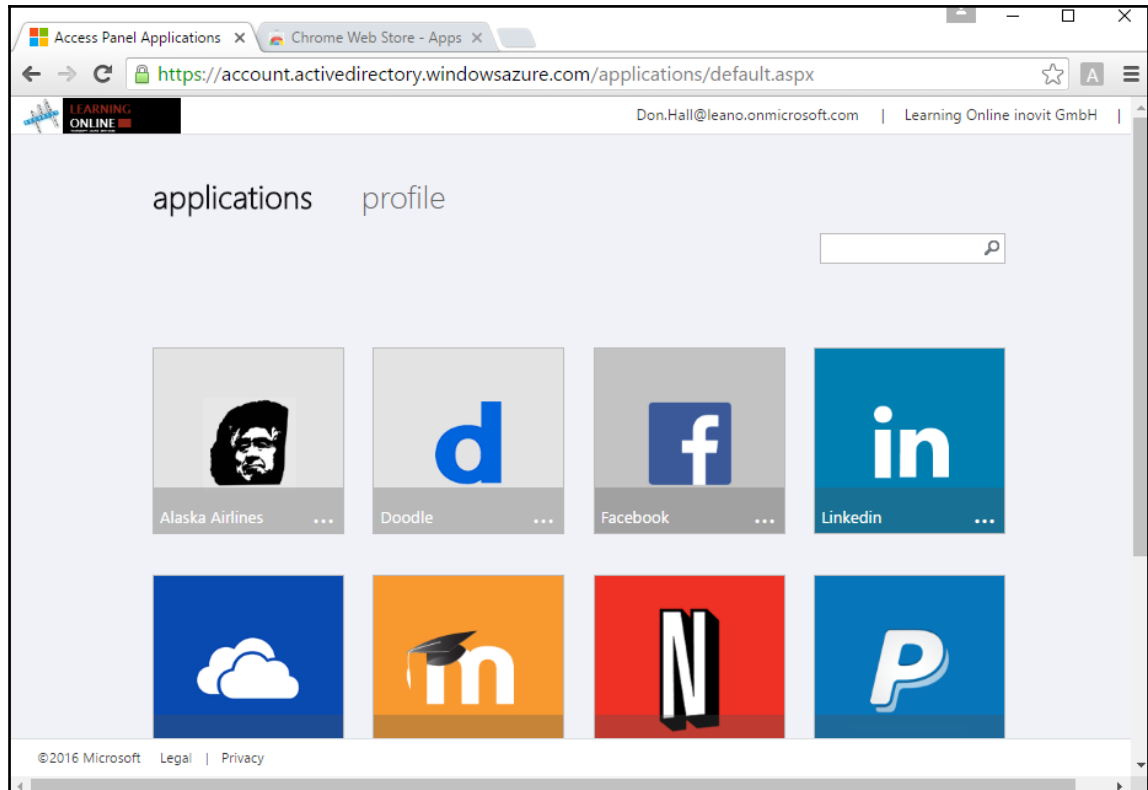 Access Panel Applications
Chrome Web Store - Apps
https://account.activedirectory.windowsazure.com/applications/default.aspx
A
LEARNING
ONLINE
Don.Hall@leano.onmicrosoft.com | Learning Online inovit GmbH |
applications profile
d
f
in
Alaska Airlines ...
Doodle ...
Facebook ...
Linkedin ...
m
N
P
©2016 Microsoft Legal | Privacy